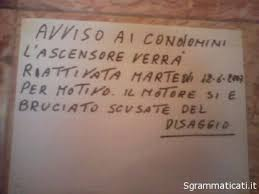 AVVISO AI CONDOMINI
L'ASCENSORE VERRÀ
RIATTIVATA MARTEDÌ 12-6-2007
PER MOTIVO. IL MOTORE SI E
BRUCIATO SCUSATE DEL
DISAGGIO
Sgrammaticati.it